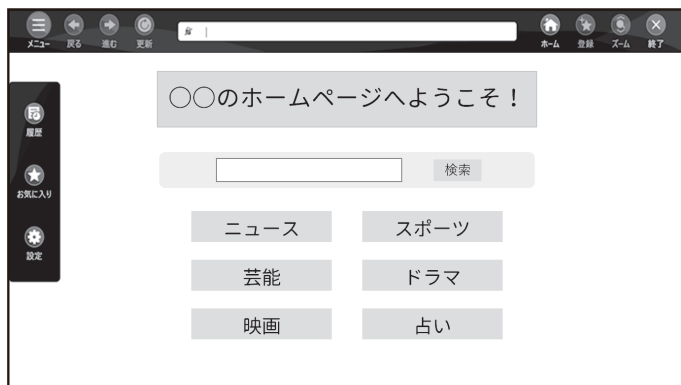 メニュー 戻る 進む 更新 ホーム 登録 ズーム 終了
○○のホームページへようこそ！
履歴
検索
お気に入り
ニュース スポーツ
設定
芸能 ドラマ
映画 占い